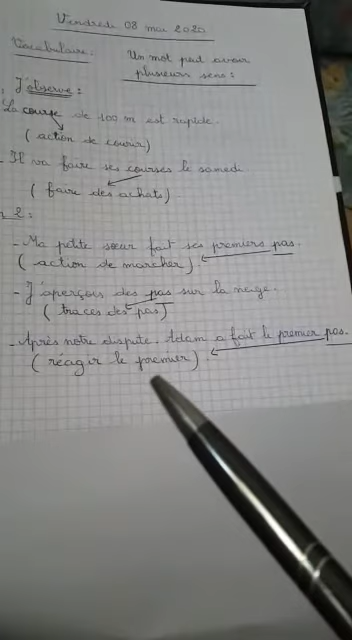 Vendredi 08 mai 2020
Vocabulaire. Un mot peut avoir
plusieurs sens :
J'observe :
La course de 100 m est rapide.
(action de courir)
- Il va faire ses courses le samedi
(faire des achats)
2 :
- Ma petite sœur fait ses premiers pas.
(action de marcher).
- J'aperçois des pas sur la neige.
(traces des pas)
- Après notre dispute, Adam a fait le premier pas.
(réagir le premier).